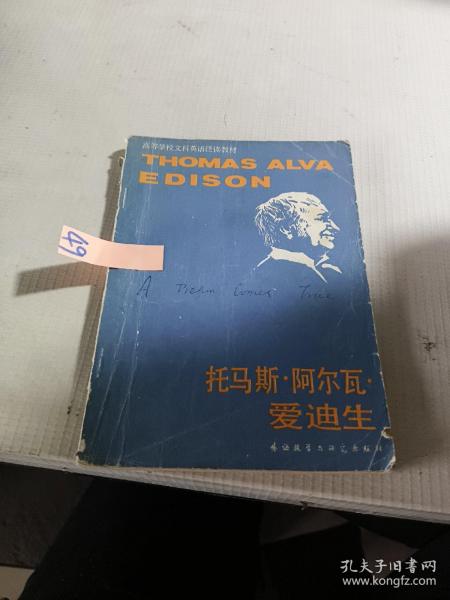 高等学校文科英语泛读教材
THOMAS ALVA
EDISON
49
A Dream Comes True
托马斯·阿尔瓦·
爱迪生
外语教学与研究出版社
孔夫子旧书网
www.kongfz.com